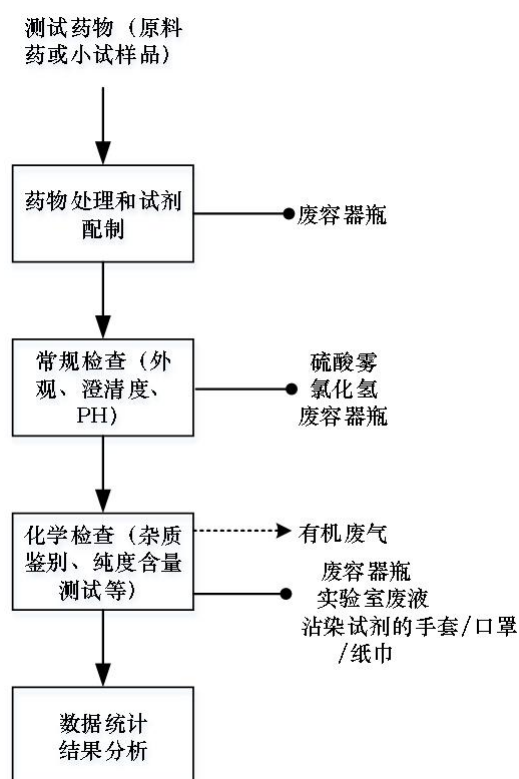 测试药物（原料
药或小试样品）
药物处理和试剂
配制
废容器瓶
常规检查（外
观、澄清度、
PH）
硫酸雾
氯化氢
废容器瓶
化学检查（杂质
鉴别、纯度含量
测试等）
有机废气
废容器瓶
实验室废液
沾染试剂的手套/口罩
/纸巾
数据统计
结果分析